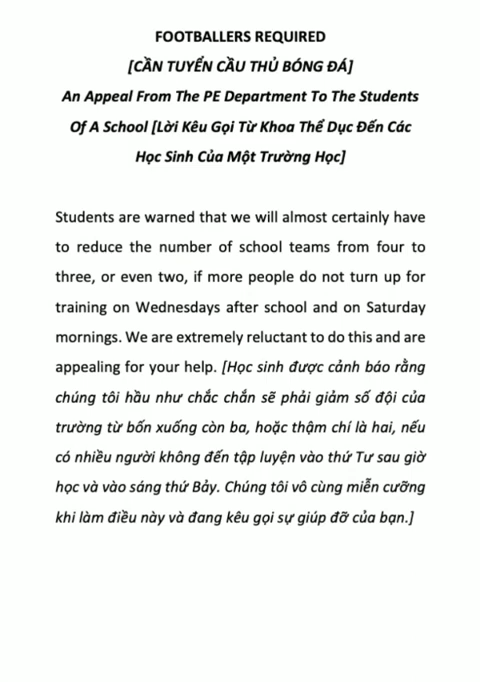 FOOTBALLERS REQUIRED
[CẦN TUYỂN CẦU THỦ BÓNG ĐÁ]
An Appeal From The PE Department To The Students
Of A School [Lời Kêu Gọi Từ Khoa Thể Dục Đến Các
Học Sinh Của Một Trường Học]
Students are warned that we will almost certainly have
to reduce the number of school teams from four to
three, or even two, if more people do not turn up for
training on Wednesdays after school and on Saturday
mornings. We are extremely reluctant to do this and are
appealing for your help. [Học sinh được cảnh báo rằng
chúng tôi hầu như chắc chắn sẽ phải giảm số đội của
trường từ bốn xuống còn ba, hoặc thậm chí là hai, nếu
có nhiều người không đến tập luyện vào thứ Tư sau giờ
học và vào sáng thứ Bảy. Chúng tôi vô cùng miễn cưỡng
khi làm điều này và đang kêu gọi sự giúp đỡ của bạn.]